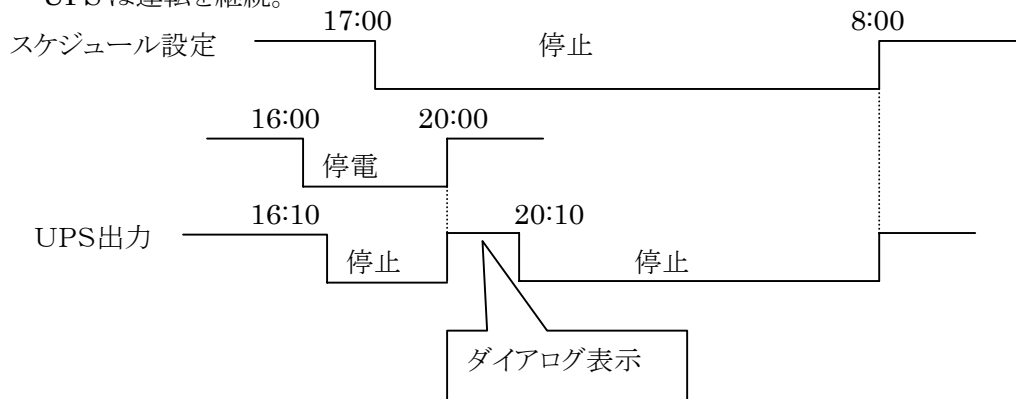 UPSは運転を継続。
17:00 8:00
スケジュール設定 停止
16:00 20:00
停電
16:10 20:10
UPS出力
停止 停止
ダイアログ表示